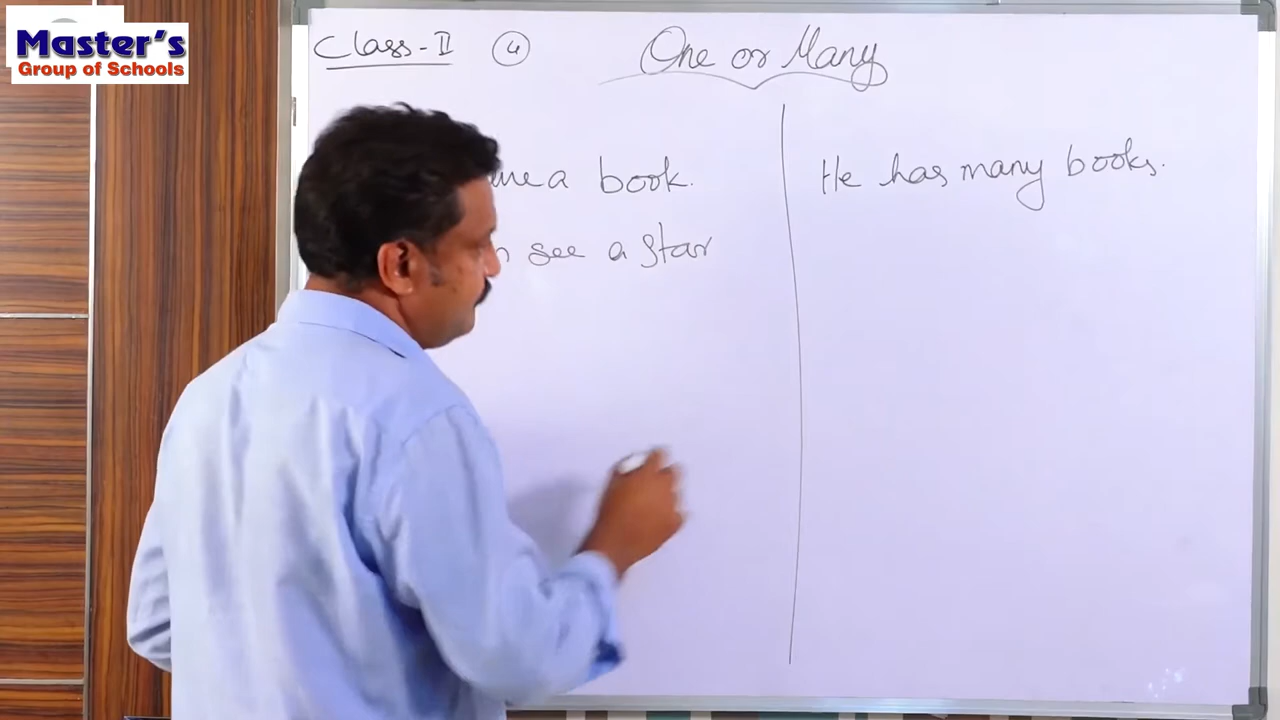 Master's
Group of Schools
Class-II 4 One or Many
a book.
He has many books.
see a star